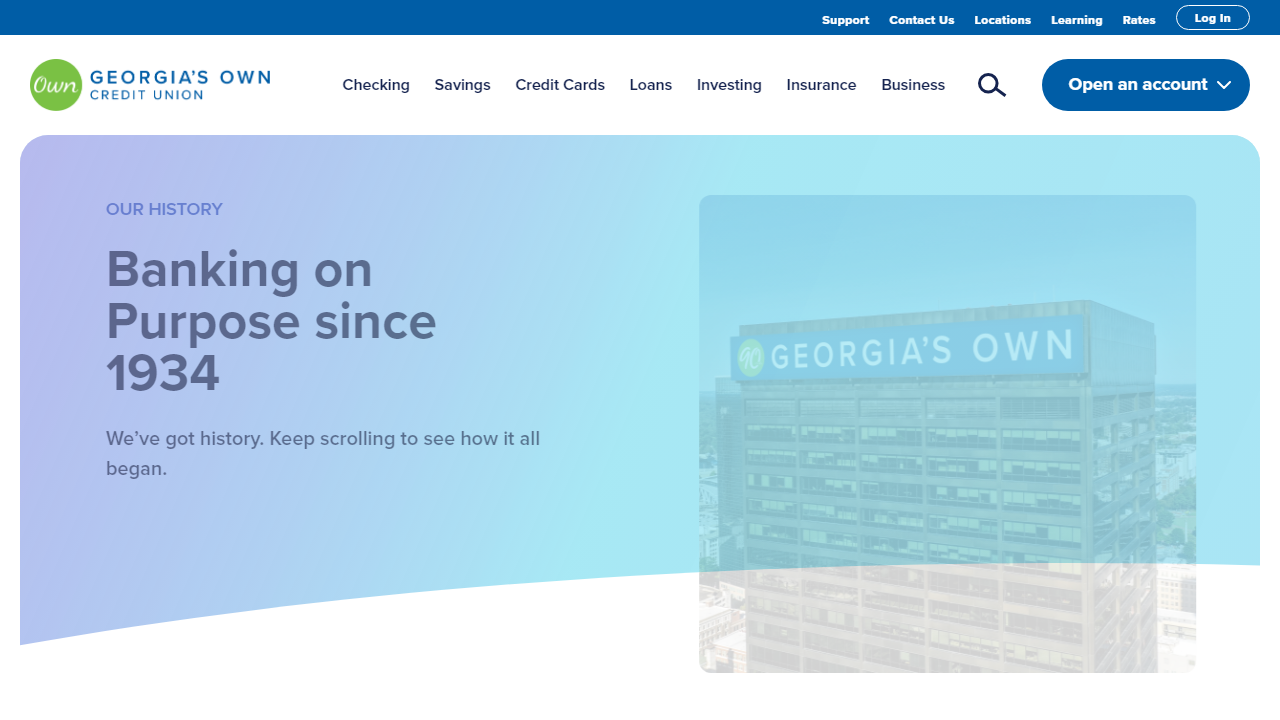 Support Contact Us Locations Learning Rates Log In
Own GEORGIA'S OWN
CREDIT UNION
Checking Savings Credit Cards Loans Investing Insurance Business Open an account
OUR HISTORY
Banking on
Purpose since
1934
We've got history. Keep scrolling to see how it all
began.
GO GEORGIA'S OWN